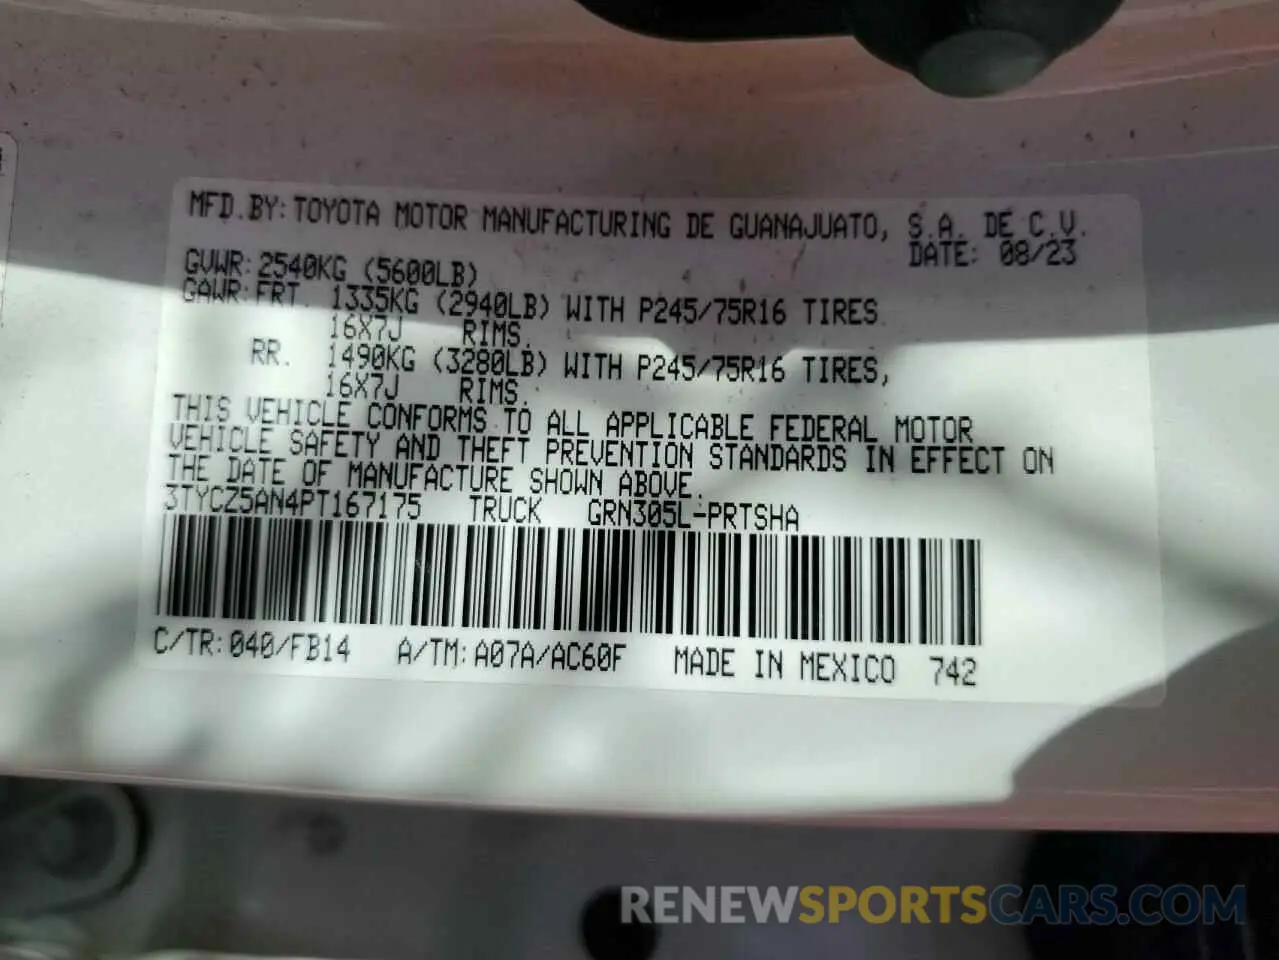 MFD.BY:TOYOTA MOTOR MANUFACTURING DE GUANAJUATO, S.A. DE C.V.
DATE: 08/23
GVWR:2540KG (5600LB)
GAWR:FRT. 1335KG (2940LB) WITH P245/75R16 TIRES
16X7J RIMS.
RR. 1490KG (3280LB) WITH P245/75R16 TIRES,
16X7J RIMS.
THIS VEHICLE CONFORMS TO ALL APPLICABLE FEDERAL MOTOR
VEHICLE SAFETY AND THEFT PREVENTION STANDARDS IN EFFECT ON
THE DATE OF MANUFACTURE SHOWN ABOVE.
3TYCZ5AN4PT167175 TRUCK GRN305L-PRTSHA
C/TR:040/FB14 A/TM:A07A/AC60F MADE IN MEXICO 742
RENEWSPORTSCARS.COM